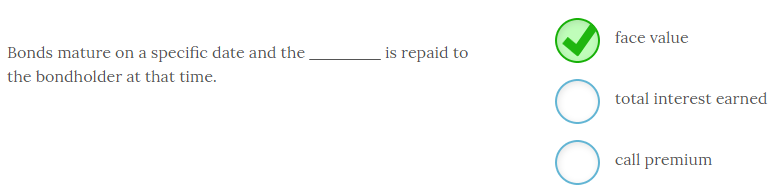 Bonds mature on a specific date and the ________ is repaid to
the bondholder at that time.
face value
total interest earned
call premium